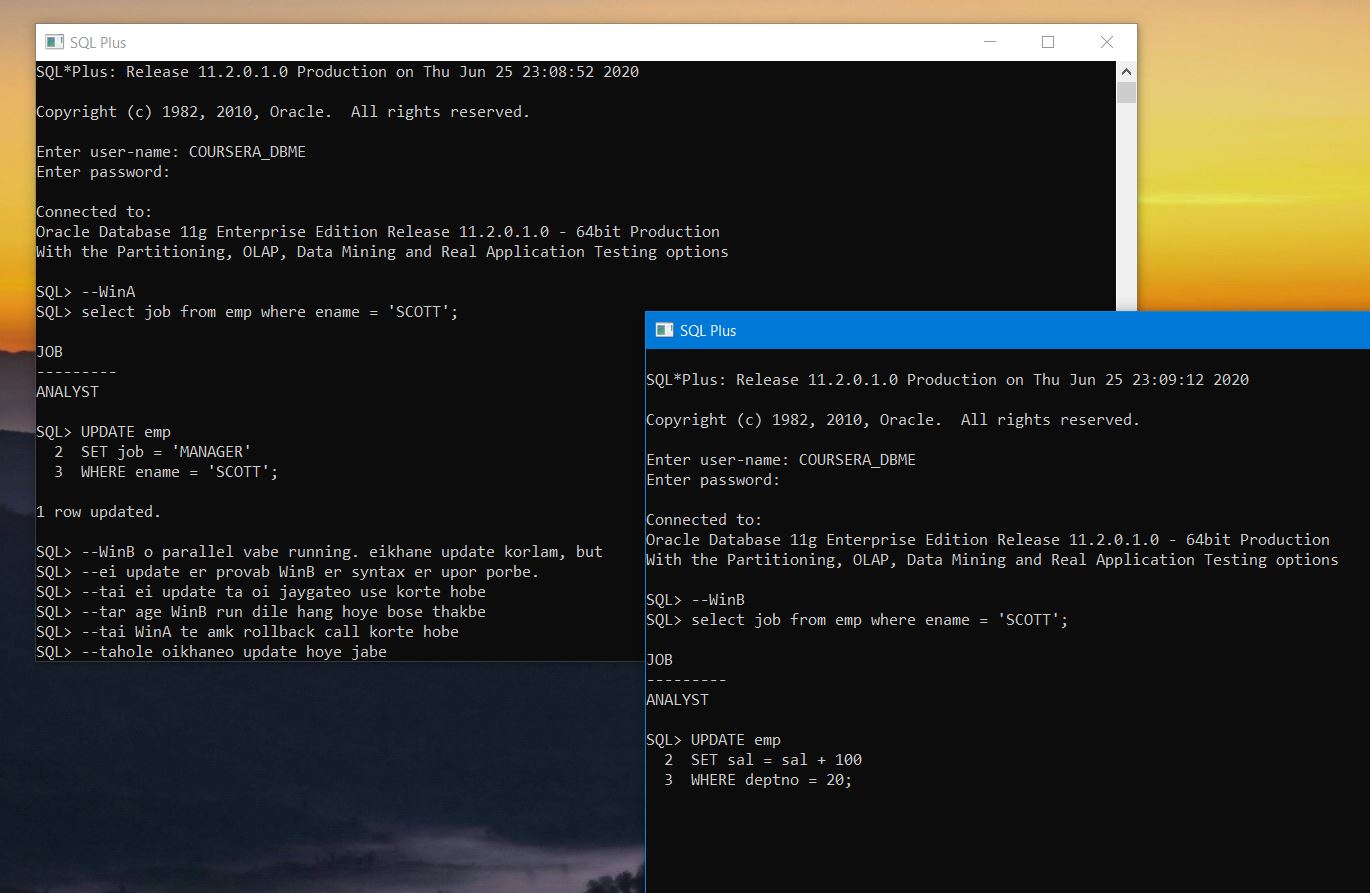 SQL Plus
SQL*Plus: Release 11.2.0.1.0 Production on Thu Jun 25 23:08:52 2020
Copyright (c) 1982, 2010, Oracle.  All rights reserved.
Enter user-name: COURSERA_DBME
Enter password:
Connected to:
Oracle Database 11g Enterprise Edition Release 11.2.0.1.0 - 64bit Production
With the Partitioning, OLAP, Data Mining and Real Application Testing options
SQL> --WinA
SQL> select job from emp where ename = 'SCOTT';
JOB
---------
ANALYST
SQL> UPDATE emp
  2  SET job = 'MANAGER'
  3  WHERE ename = 'SCOTT';
1 row updated.
SQL> --WinB o parallel vabe running. eikhane update korlam, but
SQL> --ei update er provab WinB er syntax er upor porbe.
SQL> --tai ei update ta oi jaygateo use korte hobe
SQL> --tar age WinB run dile hang hoye bose thakbe
SQL> --tai WinA te amk rollback call korte hobe
SQL> --tahole oikhaneo update hoye jabe
SQL Plus
SQL*Plus: Release 11.2.0.1.0 Production on Thu Jun 25 23:09:12 2020
Copyright (c) 1982, 2010, Oracle.  All rights reserved.
Enter user-name: COURSERA_DBME
Enter password:
Connected to:
Oracle Database 11g Enterprise Edition Release 11.2.0.1.0 - 64bit Production
With the Partitioning, OLAP, Data Mining and Real Application Testing options
SQL> --WinB
SQL> select job from emp where ename = 'SCOTT';
JOB
---------
ANALYST
SQL> UPDATE emp
  2  SET sal = sal + 100
  3  WHERE deptno = 20;